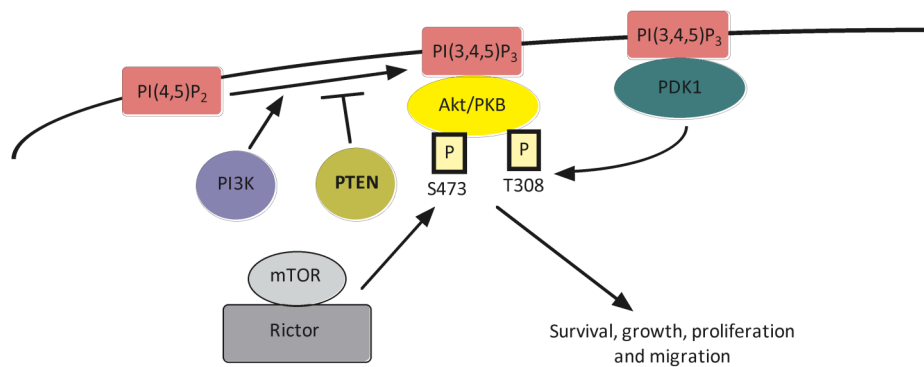 PI(4,5)P2
PI(3,4,5)P3
PI(3,4,5)P3
Akt/PKB
PDK1
P
P
S473
T308
PI3K
PTEN
mTOR
Rictor
Survival, growth, proliferation
and migration